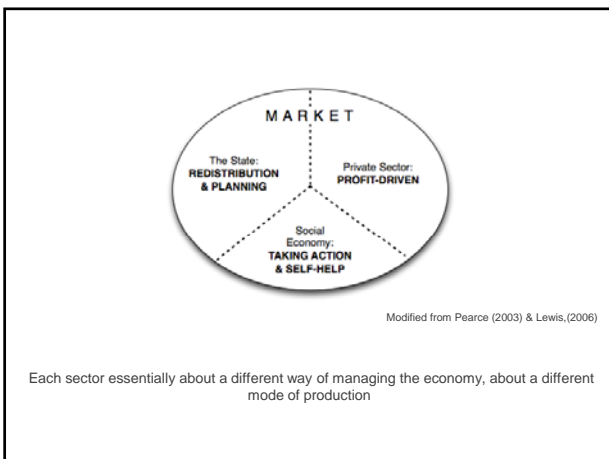 MARKET
The State:
REDISTRIBUTION
& PLANNING
Private Sector:
PROFIT-DRIVEN
Social
Economy:
TAKING ACTION
& SELF-HELP
Modified from Pearce (2003) & Lewis,(2006)
Each sector essentially about a different way of managing the economy, about a different
mode of production